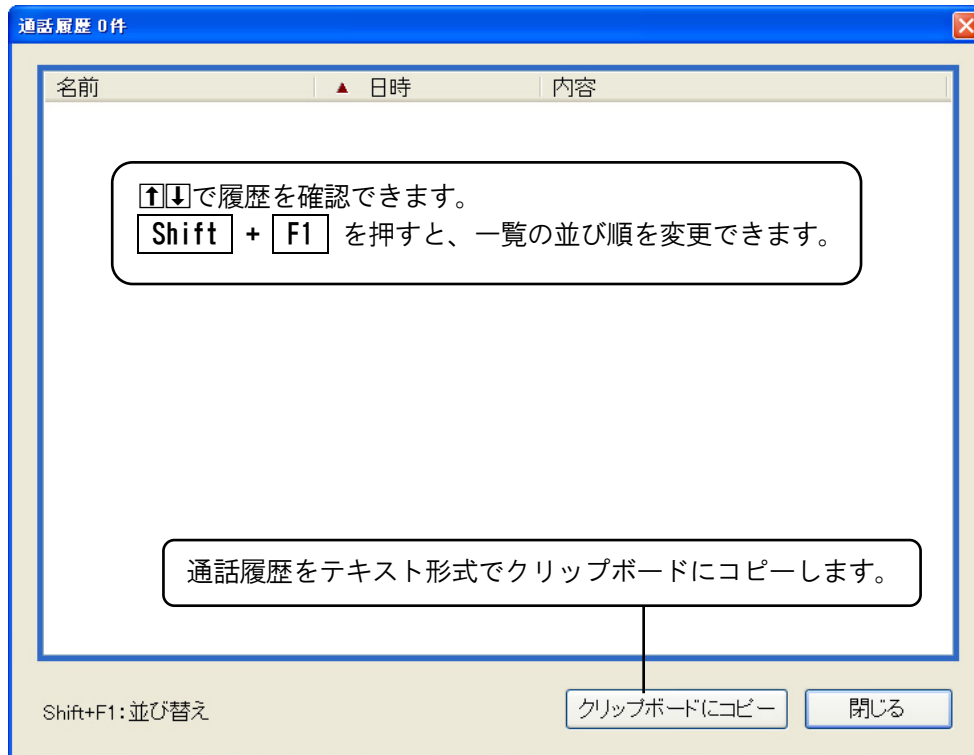 通話履歴 0件
名前 ▲ 日時 内容
↑↓で履歴を確認できます。
Shift + F1 を押すと、一覧の並び順を変更できます。
通話履歴をテキスト形式でクリップボードにコピーします。
Shift+F1:並び替え クリップボードにコピー 閉じる